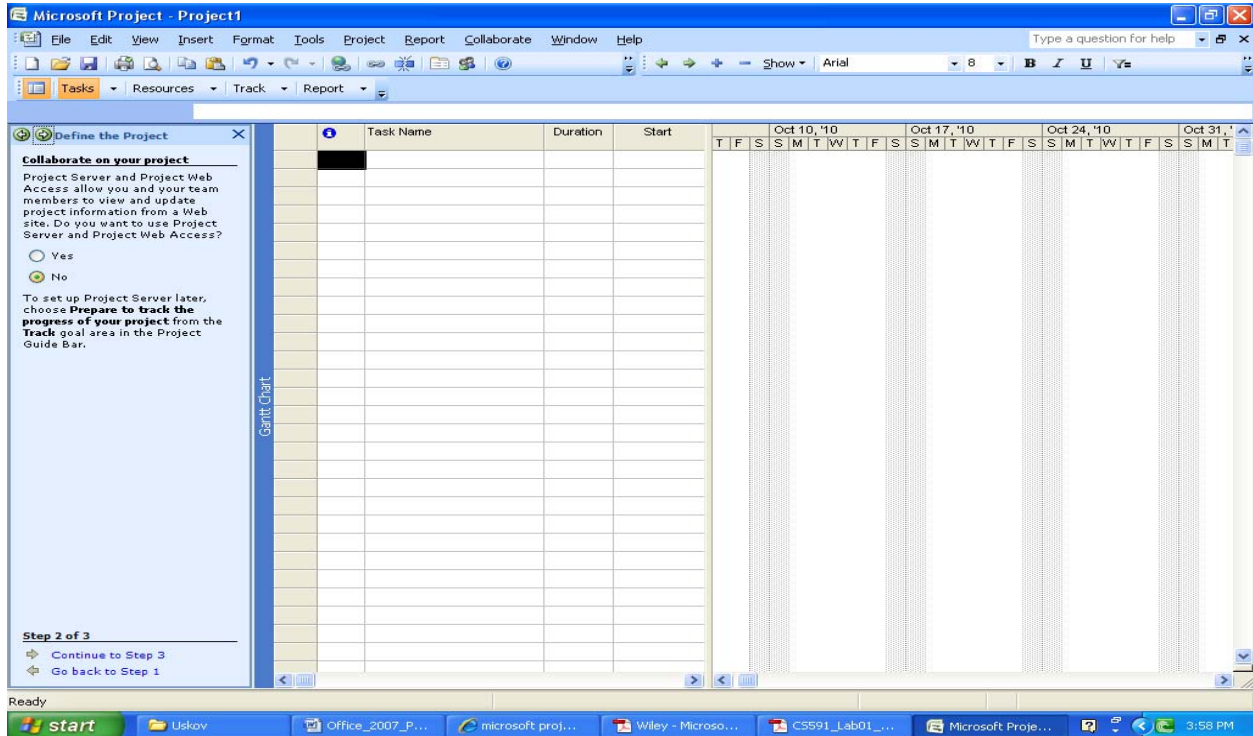 Microsoft Project - Project1
File Edit View Insert Format Tools Project Report Collaborate Window Help Type a question for help
Show Arial 8 B I U
Tasks Resources Track Report
Define the Project
Collaborate on your project
Project Server and Project Web
Access allow you and your team
members to view and update
project information from a Web
site. Do you want to use Project
Server and Project Web Access?
Yes
No
To set up Project Server later,
choose Prepare to track the
progress of your project from the
Track goal area in the Project
Guide Bar.
Step 2 of 3
Continue to Step 3
Go back to Step 1
Gantt Chart
Task Name Duration Start
Oct 10, '10 Oct 17, '10 Oct 24, '10 Oct 31, '
T F S S M T W T F S S M T W T F S S M T W T F S S M T
Ready
start Uskov Office_2007_P... microsoft proj... Wiley - Microso... CS591_Lab01_... Microsoft Proje... 3:58 PM